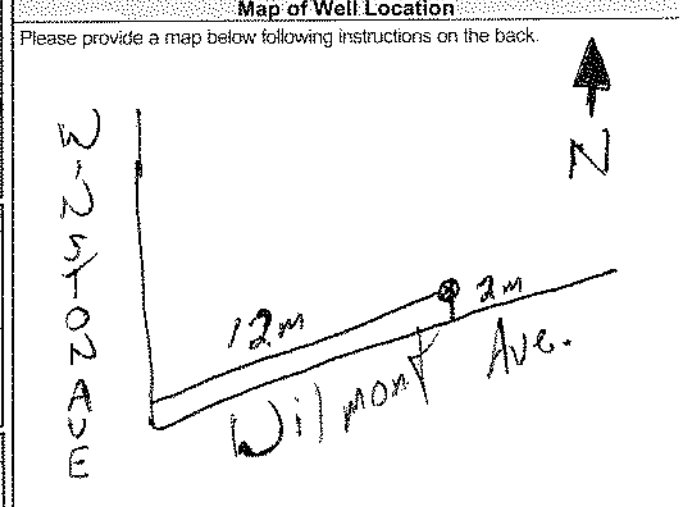 Map of Well Location
Please provide a map below following instructions on the back.
N
WINSTON AVE
12m
2m
Wilmont Ave.